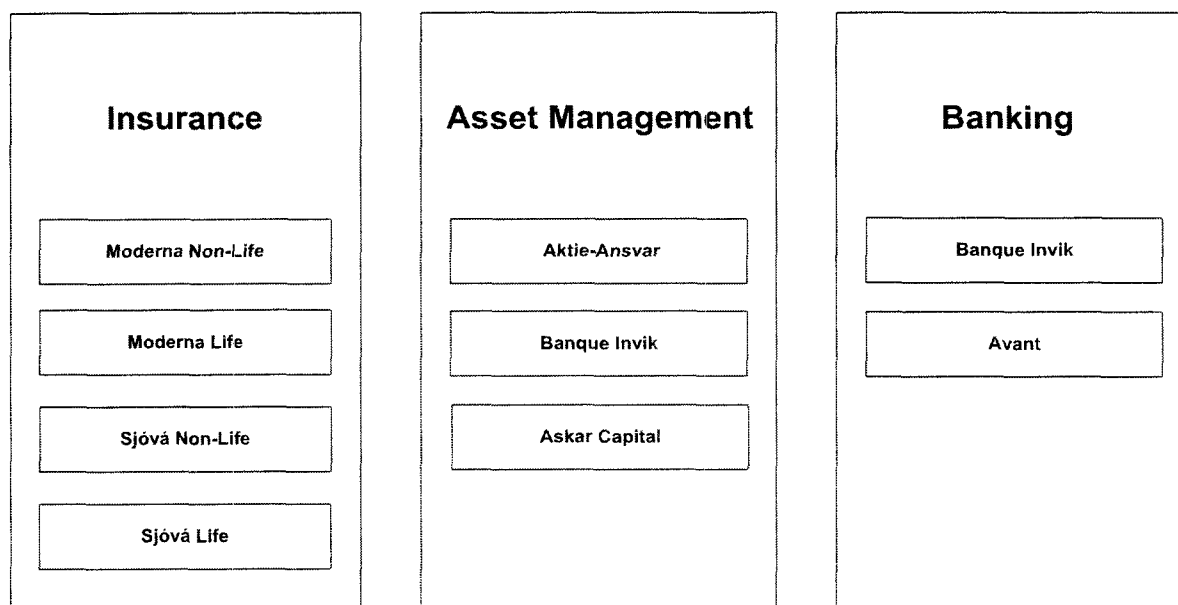 Insurance
Moderna Non-Life
Moderna Life
Sjóvá Non-Life
Sjóvá Life
Asset Management
Aktie-Ansvar
Banque Invik
Askar Capital
Banking
Banque Invik
Avant